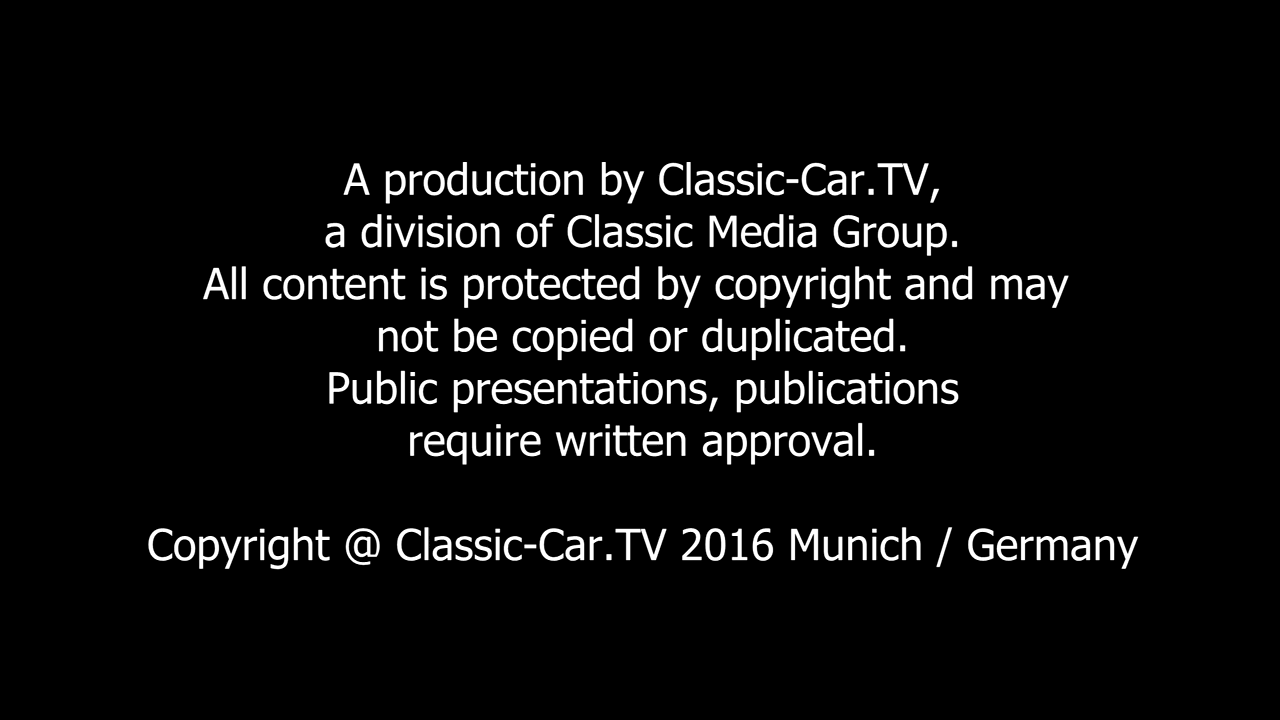 A production by Classic-Car.TV,
a division of Classic Media Group.
All content is protected by copyright and may
not be copied or duplicated.
Public presentations, publications
require written approval.
Copyright @ Classic-Car.TV 2016 Munich / Germany